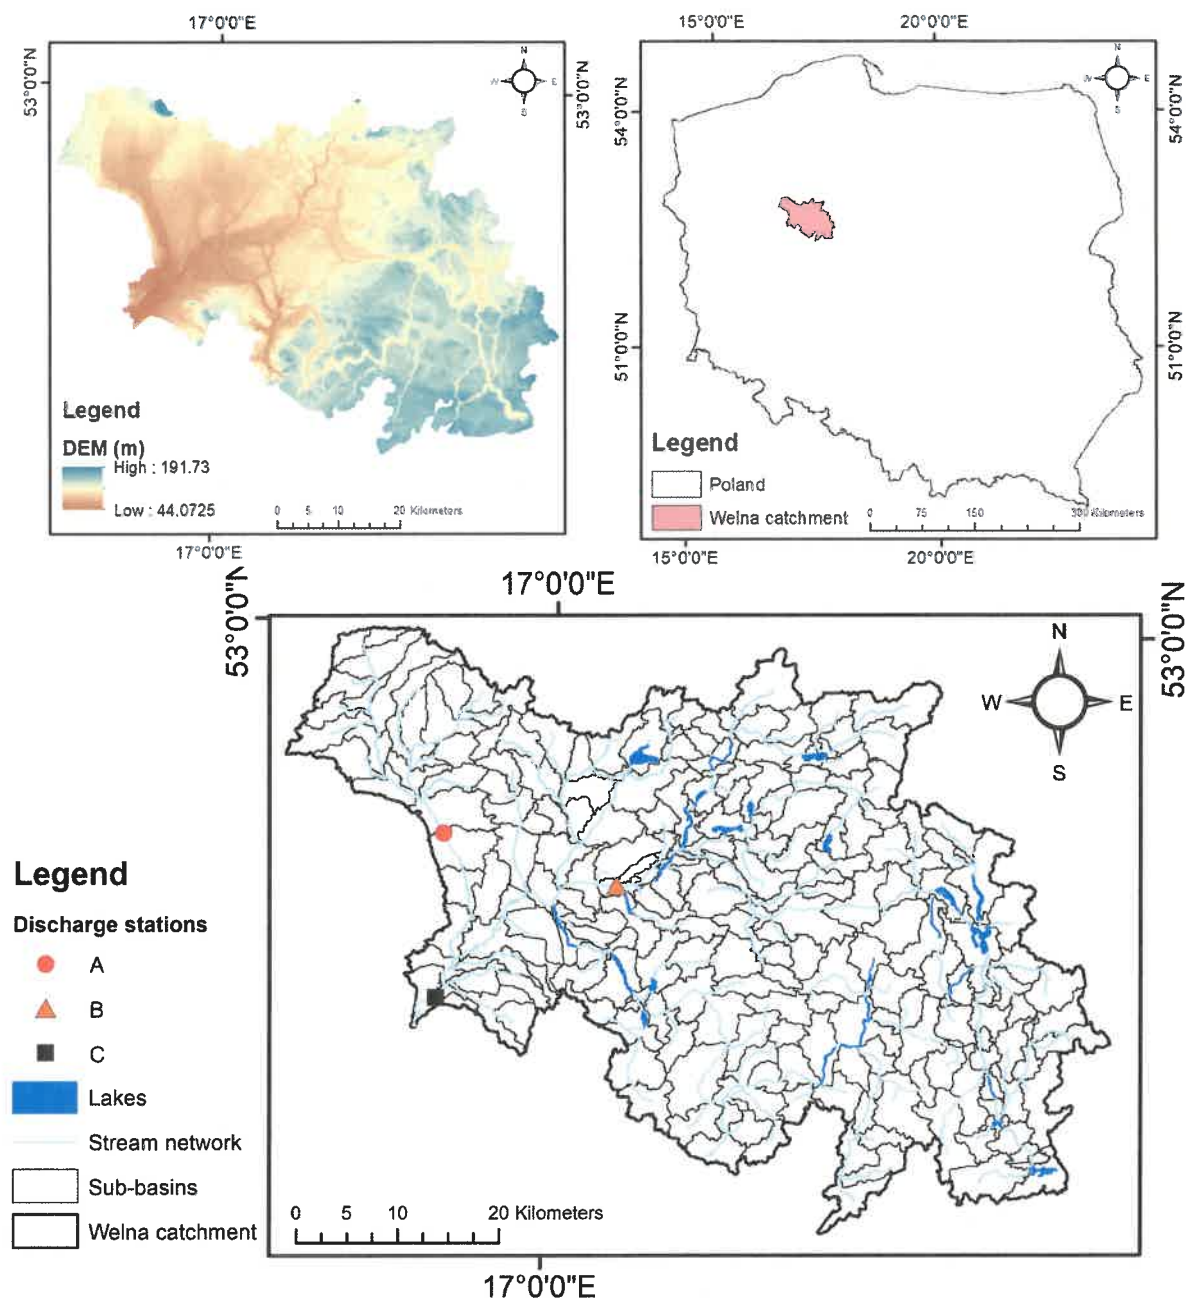 17°0'0"E
53°0'0"N
53°0'0"N
N
W E
S
Legend
DEM (m)
High : 191.73
Low : 44.0725
0 5 10 20 Kilometers
17°0'0"E
15°0'0"E 20°0'0"E
54°0'0"N
54°0'0"N
N
W E
S
51°0'0"N
51°0'0"N
Legend
Poland
Welna catchment
0 75 150 300 Kilometers
15°0'0"E 20°0'0"E
17°0'0"E
53°0'0"N
53°0'0"N
N
W E
S
Legend
Discharge stations
A
B
C
Lakes
Stream network
Sub-basins
Welna catchment
0 5 10 20 Kilometers
17°0'0"E